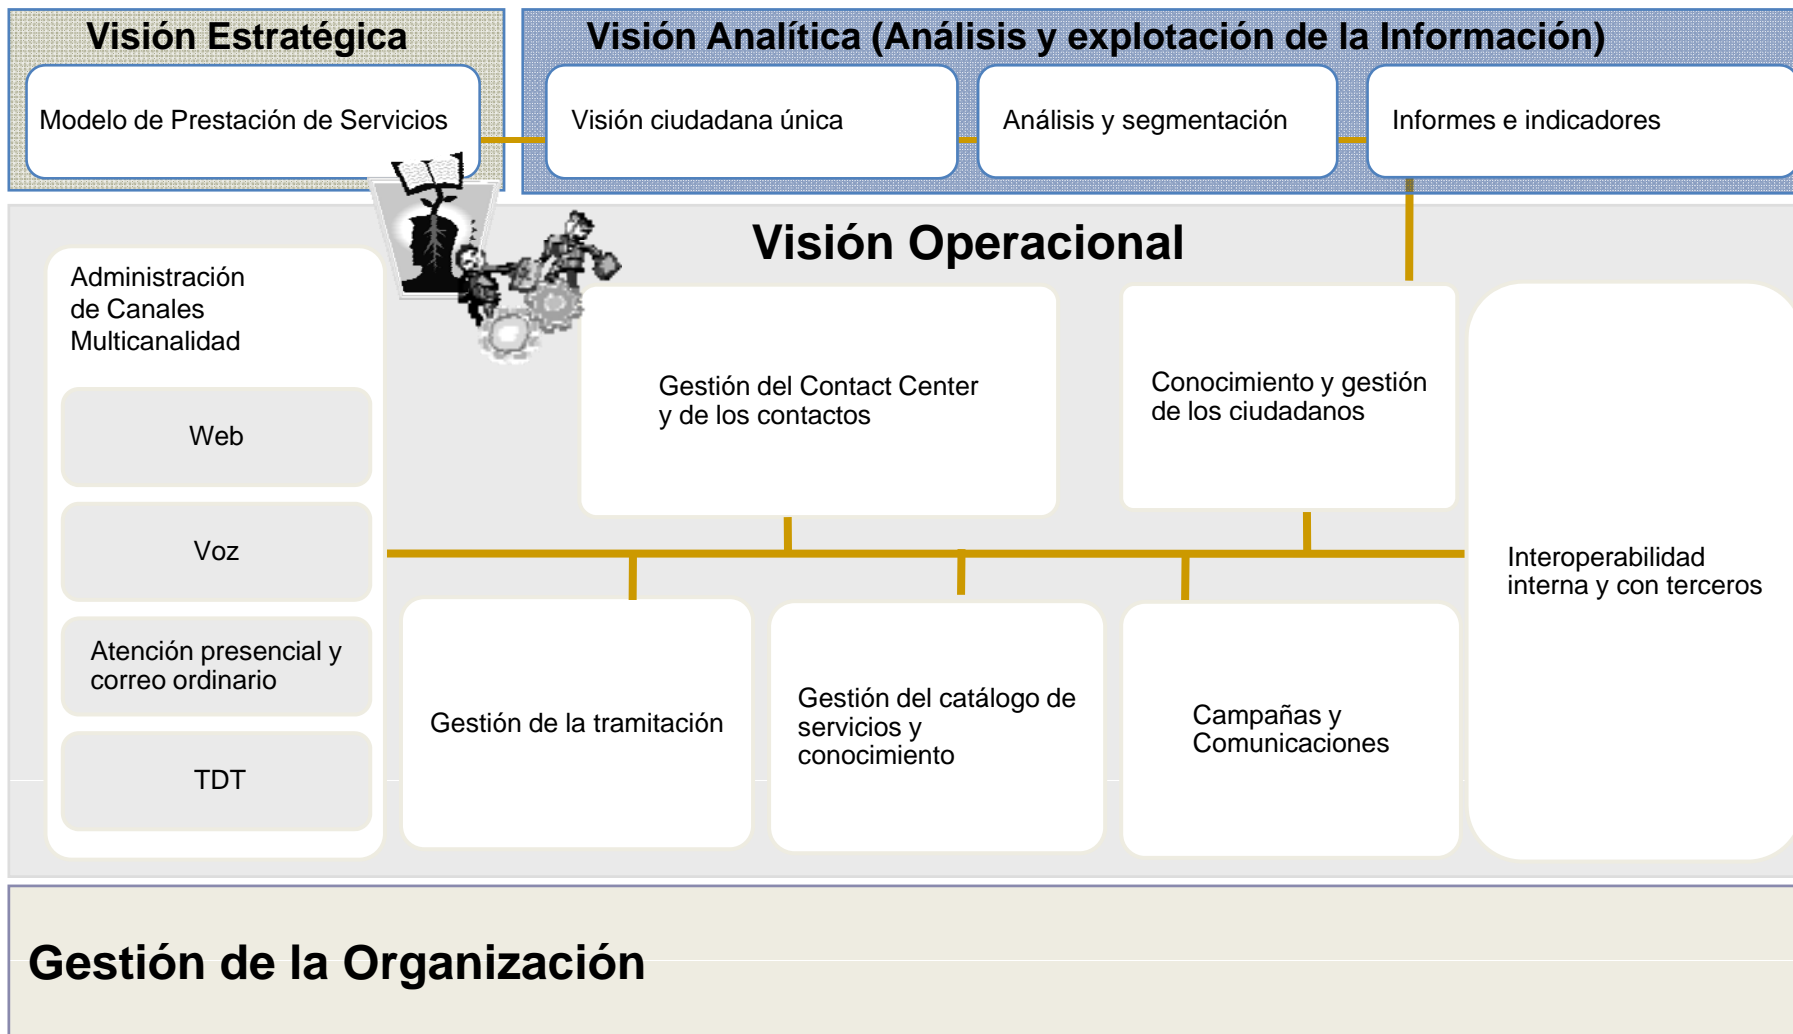 Visión Estratégica
Visión Analítica (Análisis y explotación de la Información)
Modelo de Prestación de Servicios
Visión ciudadana única
Análisis y segmentación
Informes e indicadores
Visión Operacional
Administración
de Canales
Multicanalidad
Web
Voz
Atención presencial y
correo ordinario
TDT
Gestión del Contact Center
y de los contactos
Conocimiento y gestión
de los ciudadanos
Interoperabilidad
interna y con terceros
Gestión de la tramitación
Gestión del catálogo de
servicios y
conocimiento
Campañas y
Comunicaciones
Gestión de la Organización